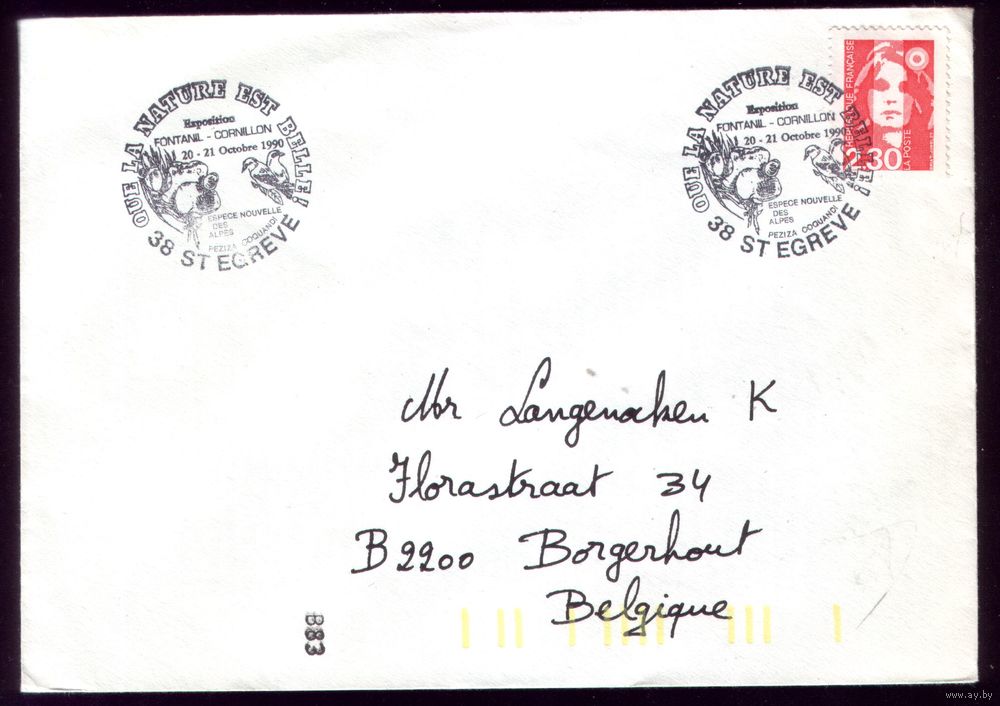 QUE LA NATURE EST BELLE!
Exposition
FONTANIL - CORNILLON
20 - 21 Octobre 1990
ESPECE NOUVELLE
DES
ALPES
PEZIZA COQUANDI
38 ST EGREVE
QUE LA NATURE EST BELLE!
Exposition
FONTANIL - CORNILLON
20 - 21 Octobre 1990
ESPECE NOUVELLE
DES
ALPES
PEZIZA COQUANDI
38 ST EGREVE
REPUBLIQUE FRANÇAISE
2.30
LA POSTE
Mr Langenaken K
Florastraat 34
B2200 Borgerhout
Belgique
B83
www.ay.by